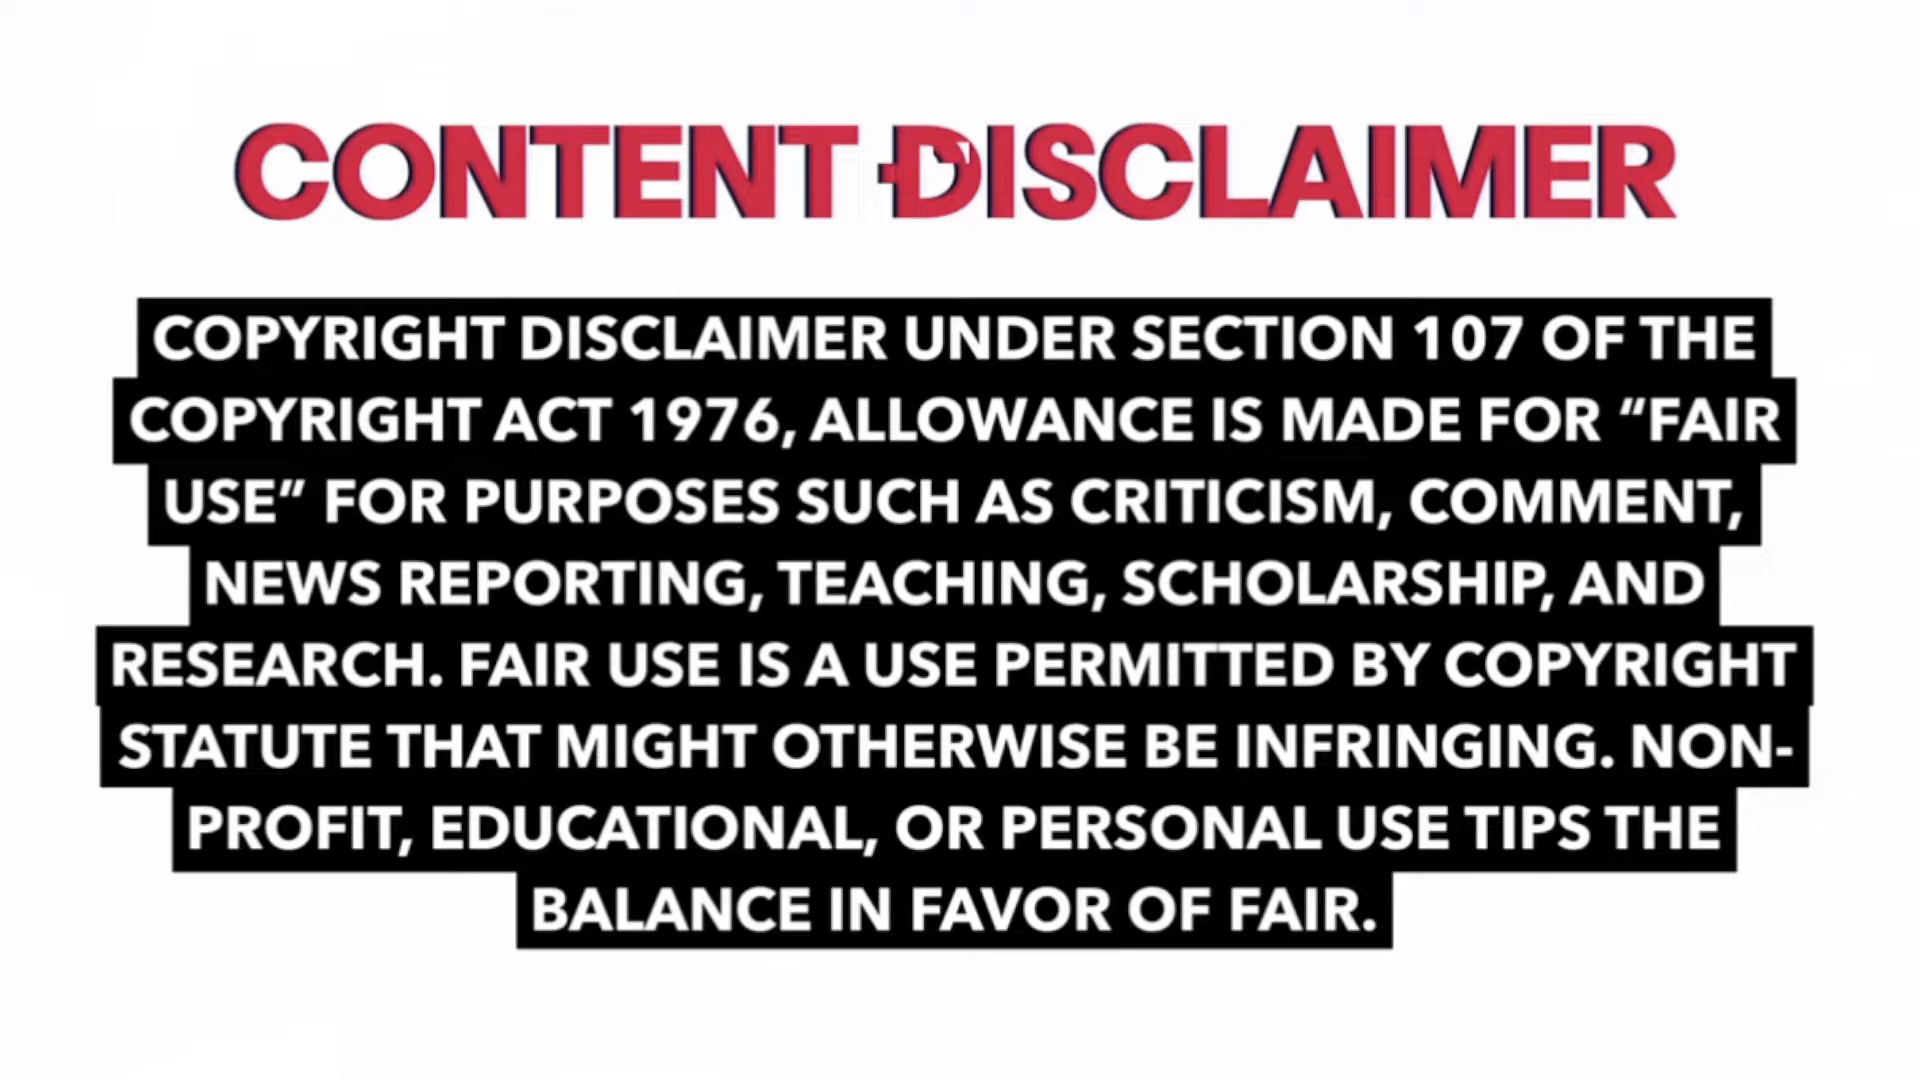 CONTENT DISCLAIMER
COPYRIGHT DISCLAIMER UNDER SECTION 107 OF THE
COPYRIGHT ACT 1976, ALLOWANCE IS MADE FOR “FAIR
USE” FOR PURPOSES SUCH AS CRITICISM, COMMENT,
NEWS REPORTING, TEACHING, SCHOLARSHIP, AND
RESEARCH. FAIR USE IS A USE PERMITTED BY COPYRIGHT
STATUTE THAT MIGHT OTHERWISE BE INFRINGING. NON-
PROFIT, EDUCATIONAL, OR PERSONAL USE TIPS THE
BALANCE IN FAVOR OF FAIR.